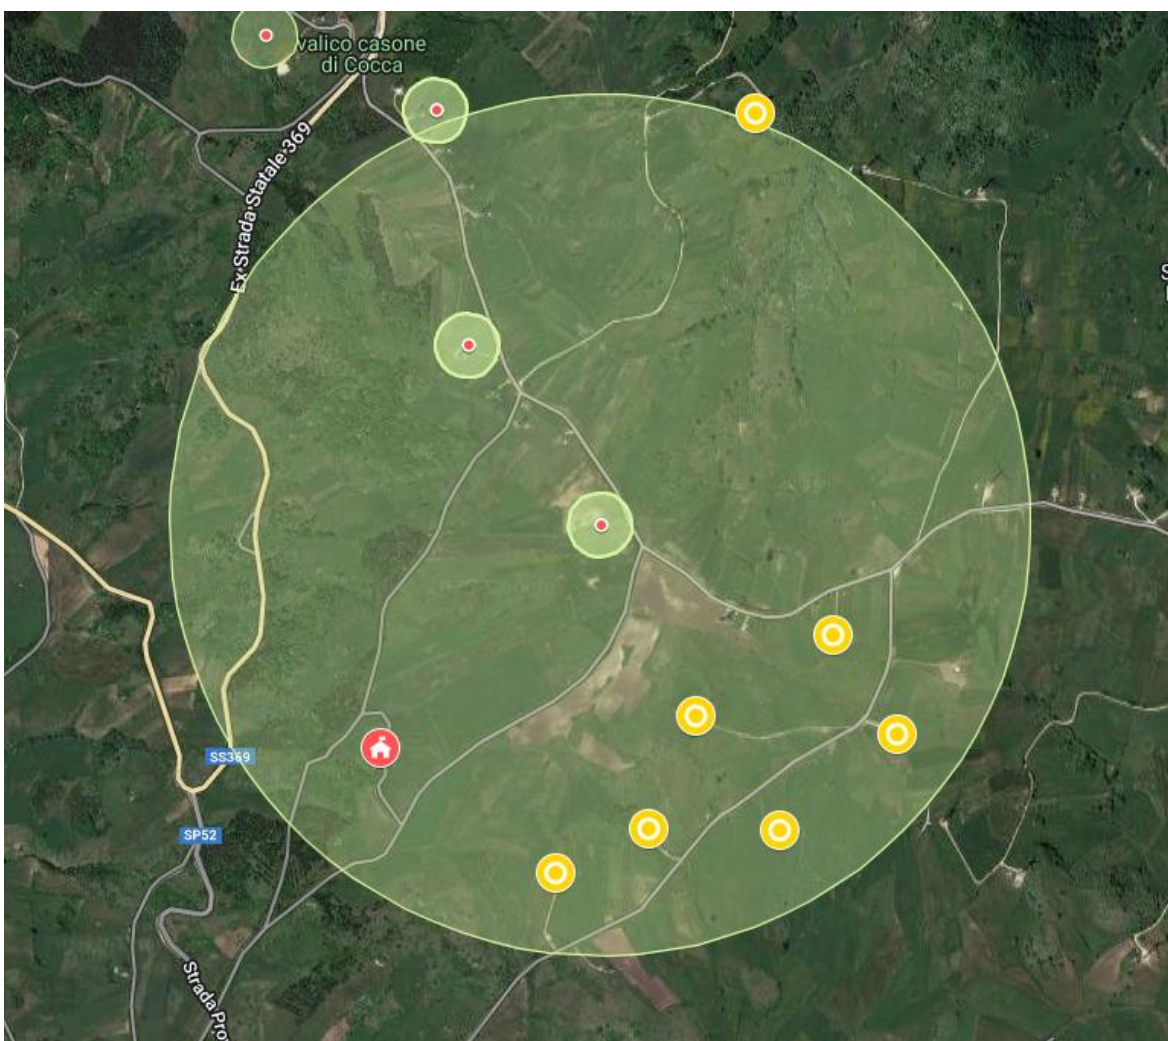 valico casone
di Cocca
Ex Strada Statale 369
SS369
SP52
Strada Pro